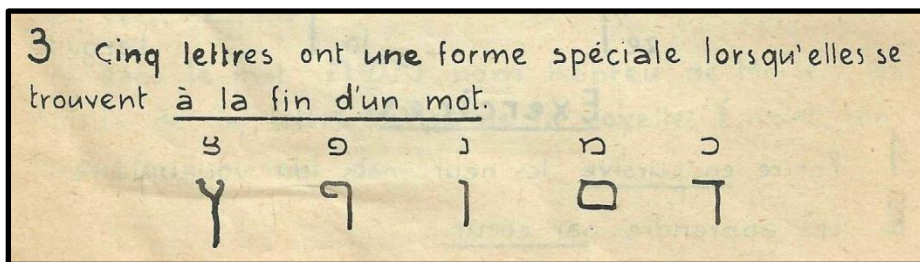 3 Cinq lettres ont une forme spéciale lorsqu'elles se
trouvent à la fin d'un mot.
צ פ נ מ כ
ץ ף ן ם ך